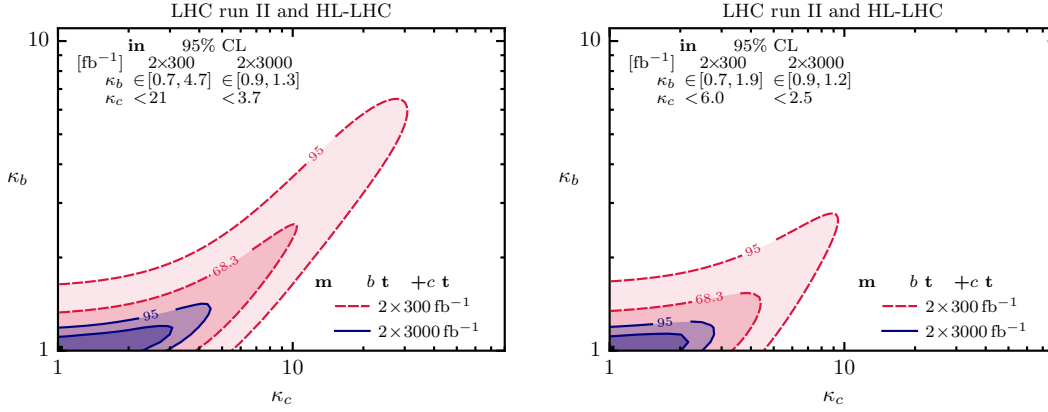 LHC run II and HL-LHC
in 95% CL
[fb⁻¹] 2×300 2×3000
κ_b ∈[0.7, 4.7] ∈[0.9, 1.3]
κ_c <21 <3.7
95
68.3
95
m b t +c t
2×300 fb⁻¹
2×3000 fb⁻¹
κ_b
10
1
1
10
κ_c
LHC run II and HL-LHC
in 95% CL
[fb⁻¹] 2×300 2×3000
κ_b ∈[0.7, 1.9] ∈[0.9, 1.2]
κ_c <6.0 <2.5
95
68.3
95
m b t +c t
2×300 fb⁻¹
2×3000 fb⁻¹
κ_b
10
1
1
10
κ_c